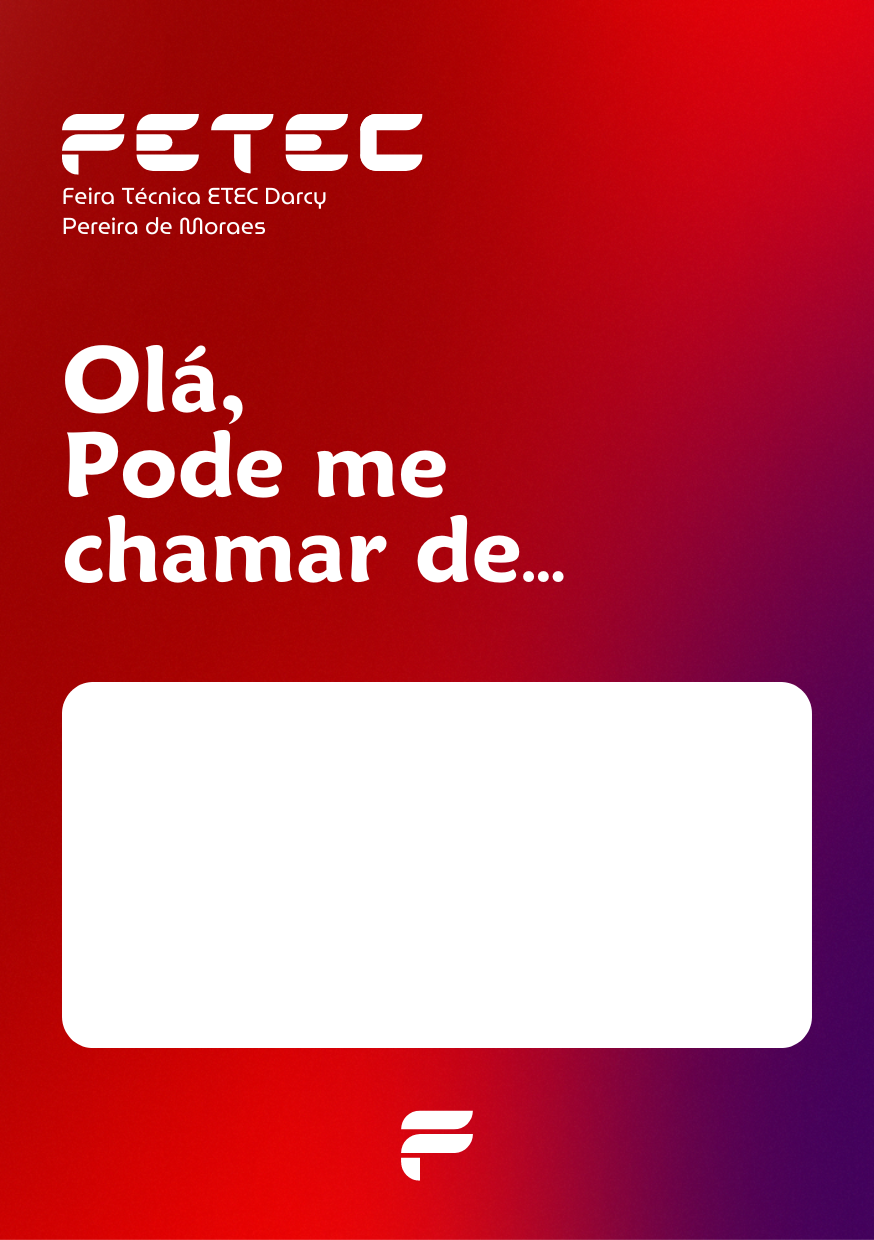 FETEC
Feira Técnica ETEC Darcy
Pereira de Moraes
Olá,
Pode me
chamar de...
F